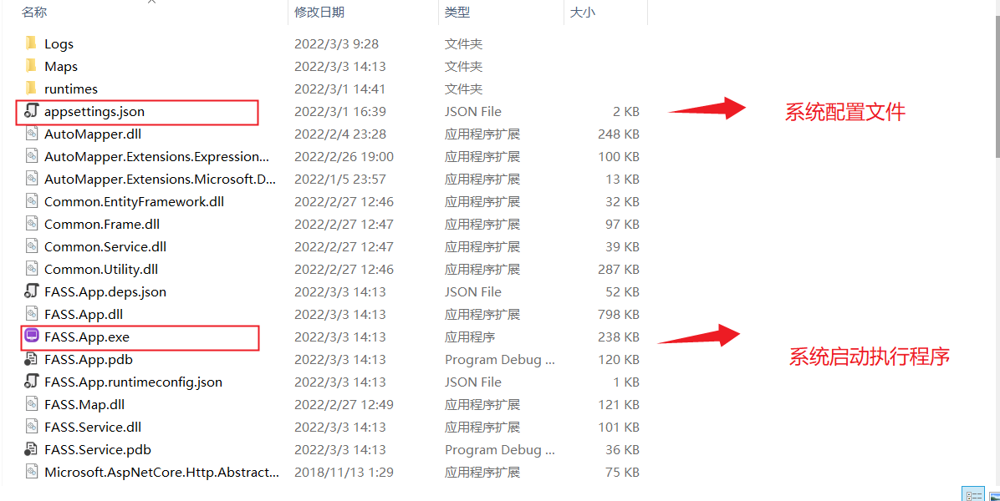 名称 修改日期 类型 大小
Logs 2022/3/3 9:28 文件夹
Maps 2022/3/3 14:13 文件夹
runtimes 2022/3/1 14:41 文件夹
appsettings.json 2022/3/1 16:39 JSON File 2 KB 系统配置文件
AutoMapper.dll 2022/2/4 23:28 应用程序扩展 248 KB
AutoMapper.Extensions.Expression... 2022/2/26 19:00 应用程序扩展 100 KB
AutoMapper.Extensions.Microsoft.D... 2022/1/5 23:57 应用程序扩展 13 KB
Common.EntityFramework.dll 2022/2/27 12:46 应用程序扩展 32 KB
Common.Frame.dll 2022/2/27 12:47 应用程序扩展 97 KB
Common.Service.dll 2022/2/27 12:47 应用程序扩展 39 KB
Common.Utility.dll 2022/2/27 12:46 应用程序扩展 287 KB
FASS.App.deps.json 2022/3/3 14:13 JSON File 52 KB
FASS.App.dll 2022/3/3 14:13 应用程序扩展 798 KB
FASS.App.exe 2022/3/3 14:13 应用程序 238 KB
系统启动执行程序
FASS.App.pdb 2022/3/3 14:13 Program Debug ... 120 KB
FASS.App.runtimeconfig.json 2022/3/3 14:13 JSON File 1 KB
FASS.Map.dll 2022/2/27 12:49 应用程序扩展 121 KB
FASS.Service.dll 2022/3/3 14:13 应用程序扩展 101 KB
FASS.Service.pdb 2022/3/3 14:13 Program Debug ... 36 KB
Microsoft.AspNetCore.Http.Abstract... 2018/11/13 1:29 应用程序扩展 75 KB